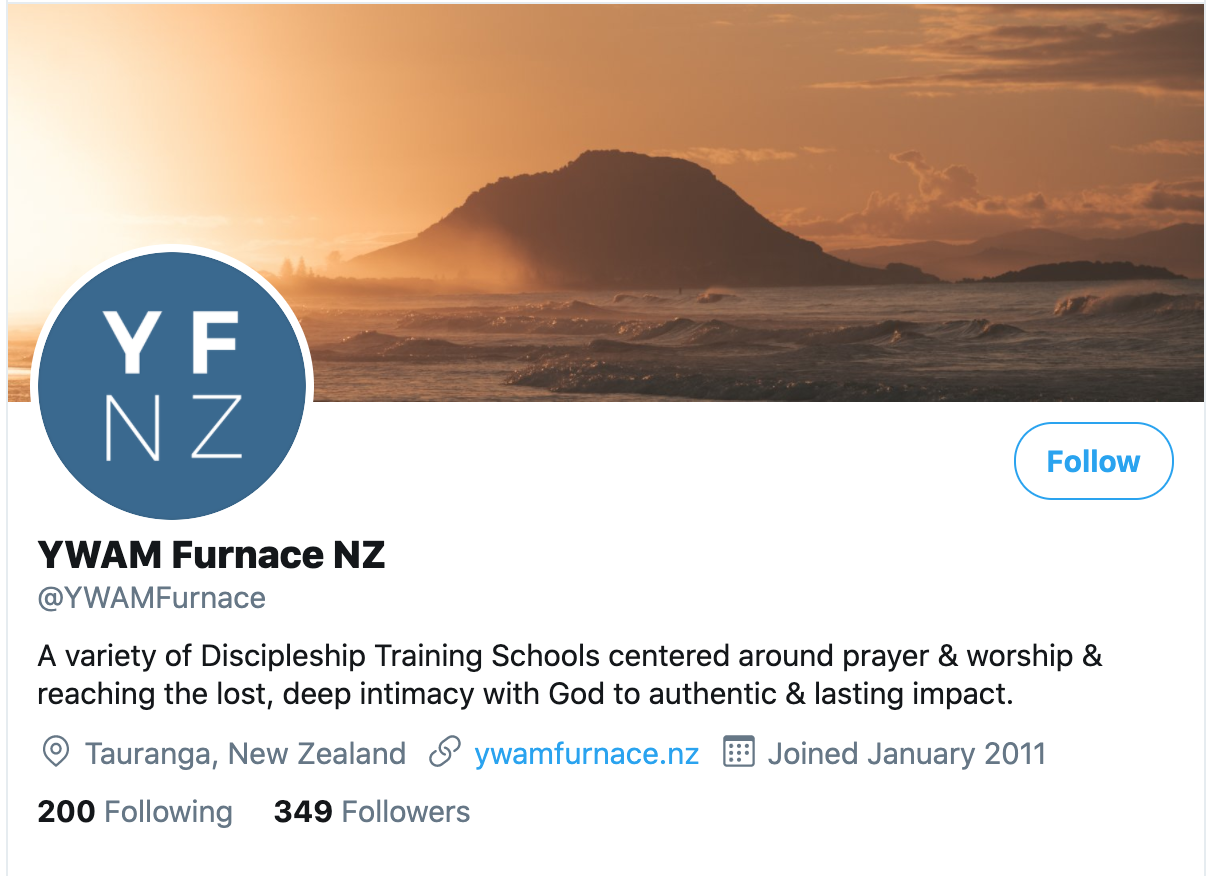 Y F
N Z
Follow
YWAM Furnace NZ
@YWAMFurnace
A variety of Discipleship Training Schools centered around prayer & worship &
reaching the lost, deep intimacy with God to authentic & lasting impact.
Tauranga, New Zealand ywamfurnace.nz Joined January 2011
200 Following 349 Followers